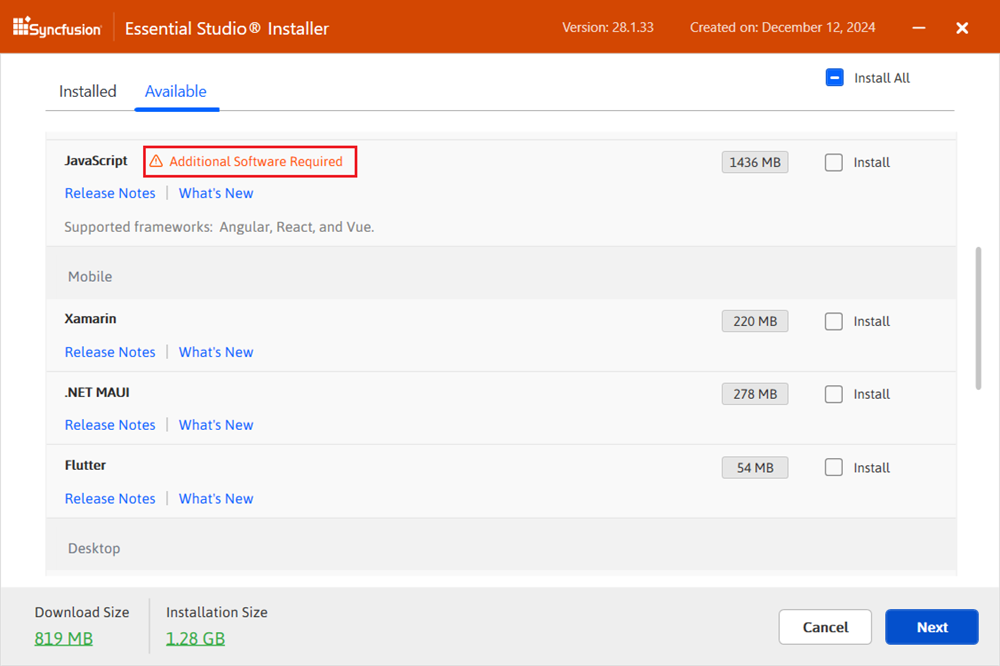 Syncfusion Essential Studio® Installer Version: 28.1.33 Created on: December 12, 2024
Installed Available Install All
JavaScript Additional Software Required 1436 MB Install
Release Notes What's New
Supported frameworks: Angular, React, and Vue.
Mobile
Xamarin 220 MB Install
Release Notes What's New
.NET MAUI 278 MB Install
Release Notes What's New
Flutter 54 MB Install
Release Notes What's New
Desktop
Download Size Installation Size
819 MB 1.28 GB
Cancel Next